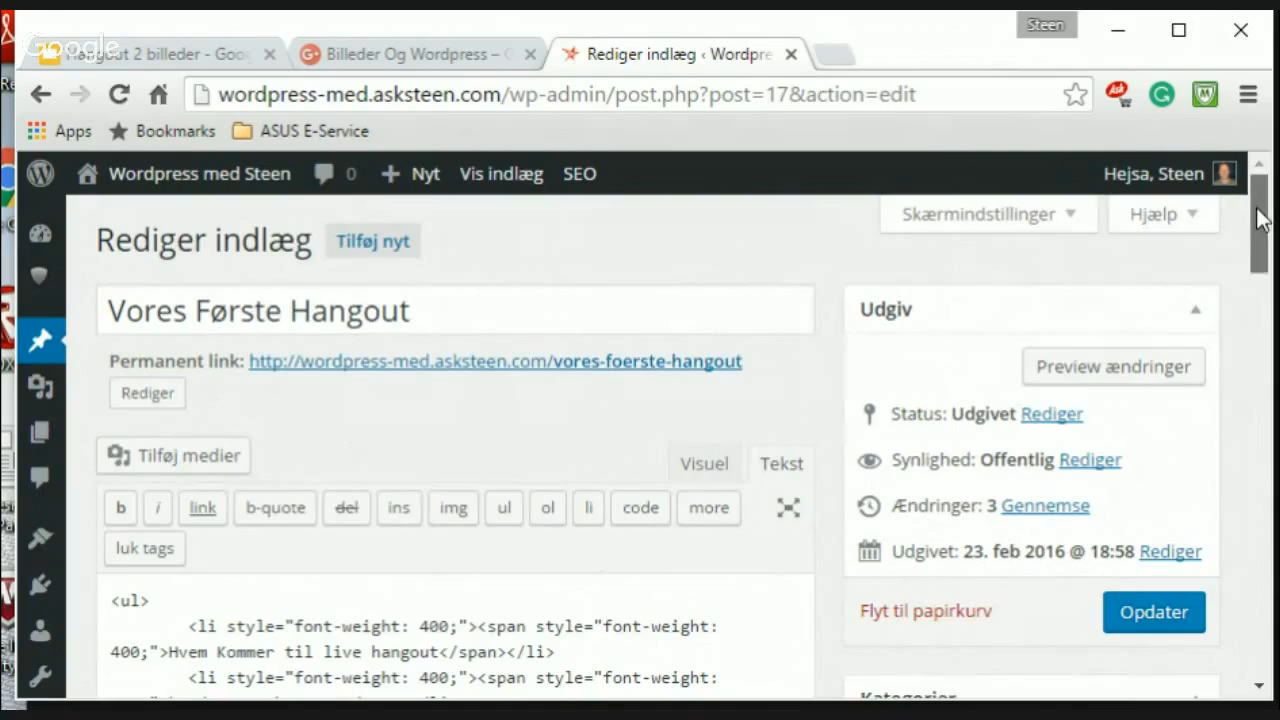 Steen
Google
Hangout 2 billeder - Goo
Billeder Og Wordpress –
Rediger indlæg ‹ Wordpre
wordpress-med.asksteen.com/wp-admin/post.php?post=17&action=edit
Apps Bookmarks ASUS E-Service
Wordpress med Steen 0 Nyt Vis indlæg SEO Hejsa, Steen
Skærmindstillinger Hjælp
Rediger indlæg Tilføj nyt
Vores Første Hangout
Permanent link: http://wordpress-med.asksteen.com/vores-foerste-hangout
Rediger
Tilføj medier
Visuel Tekst
b i link b-quote del ins img ul ol li code more
luk tags
<ul>
<li style="font-weight: 400;"><span style="font-weight:
400;">Hvem Kommer til live hangout</span></li>
<li style="font-weight: 400;"><span style="font-weight:
Udgiv
Preview ændringer
Status: Udgivet Rediger
Synlighed: Offentlig Rediger
Ændringer: 3 Gennemse
Udgivet: 23. feb 2016 @ 18:58 Rediger
Flyt til papirkurv Opdater
Kategorier